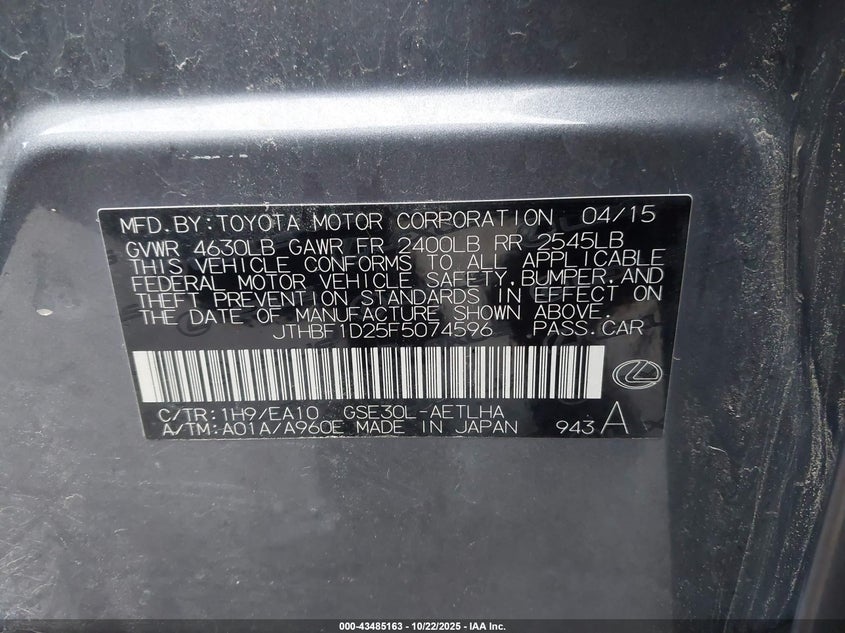 MFD.BY:TOYOTA MOTOR CORPORATION 04/15
GVWR 4630LB GAWR FR 2400LB RR 2545LB
THIS VEHICLE CONFORMS TO ALL APPLICABLE
FEDERAL MOTOR VEHICLE SAFETY,BUMPER,AND
THEFT PREVENTION STANDARDS IN EFFECT ON
THE DATE OF MANUFACTURE SHOWN ABOVE.
JTHBF1D25F5074596 PASS.CAR
C/TR:1H9/EA10 GSE30L-AETLHA
A/TM:A01A/A960E MADE IN JAPAN 943 A
000-43485163 - 10/22/2025 - IAA Inc.